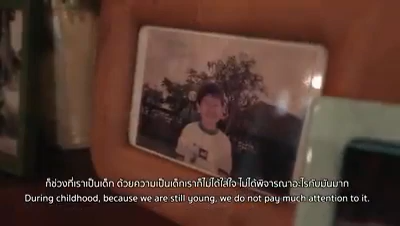 ก็ช่วงที่เราเป็นเด็ก ด้วยความเป็นเด็กเราก็ไม่ได้ใส่ใจ ไม่ได้พิจารณาอะไรกับมันมาก
During childhood, because we are still young, we do not pay much attention to it.